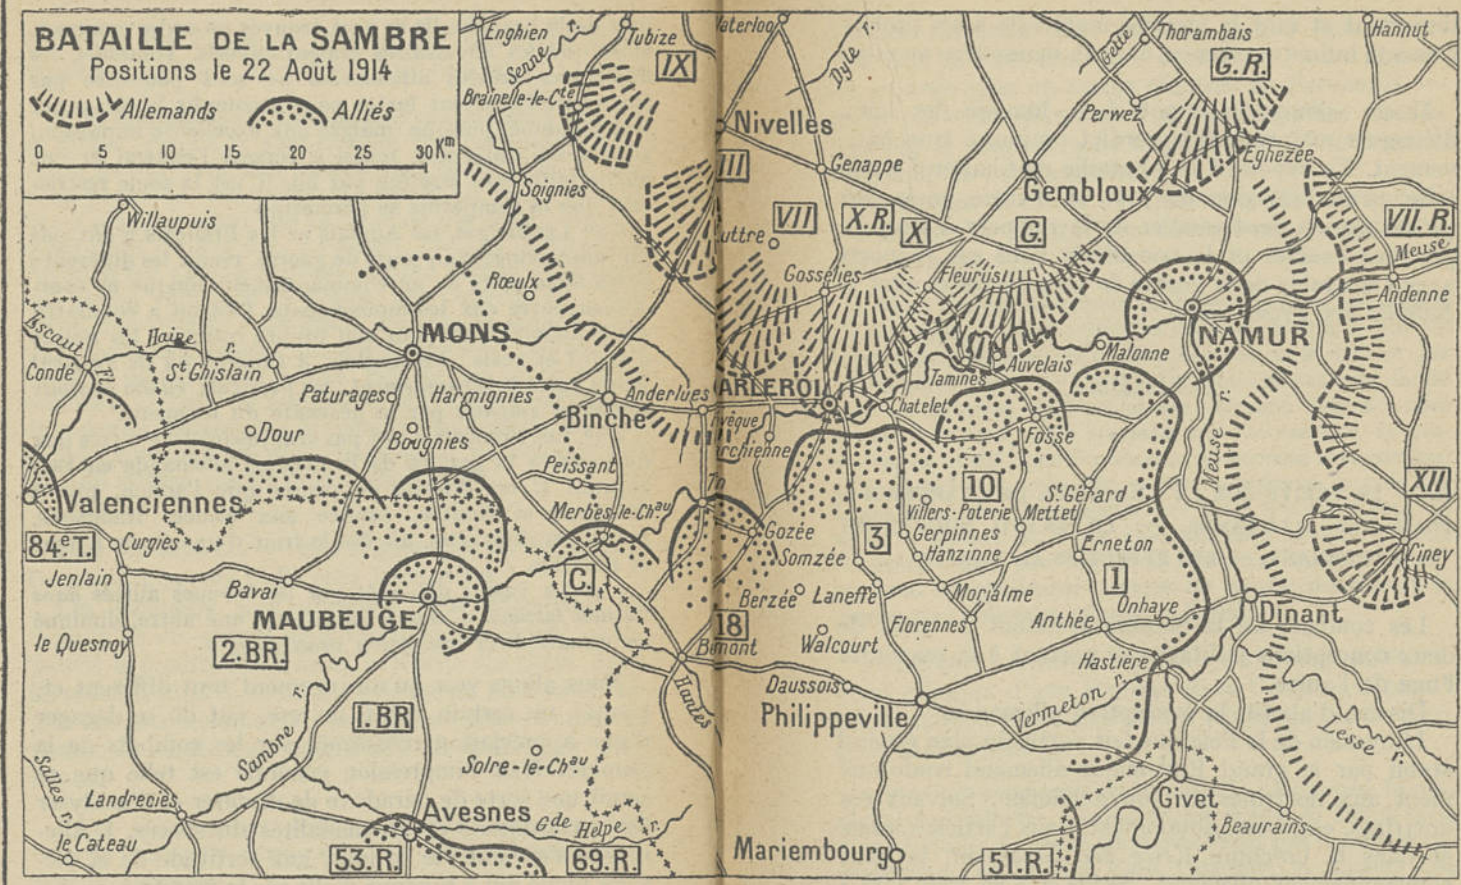 BATAILLE DE LA SAMBRE
Positions le 22 Août 1914
Allemands
Alliés
0 5 10 15 20 25 30 Km
Enghien
Senne r.
Tubize
IX
Waterloo
Dyle r.
Gette
Thorambais
Hannut
G.R.
Brainelle-le-Cte
Perwez
Nivelles
Genappe
Eghezée
Soignies
III
Gembloux
Willaupuis
VII
X.R.
X
G.
VII.R.
Meuse
uttre
Rœulx
Gosselies
Fleurus
Andenne
Escaut Fl.
Haine r.
MONS
NAMUR
Condé
St Ghislain
Malonne
Auvelais
Tamines
Paturages
Harmignies
Anderlues
ARLEROI
Chatelet
Binche
Fosse
Meuse r.
Dour
Bougnies
Peissant
XII
Valenciennes
10
St Gérard
Merbes-le-Chau
Villers-Poterie
Mettet
84e T.
Curgies
Gozée
3
Gerpinnes
Hanzinne
Ermeton
Ciney
Somzée
Jenlain
Bavai
C.
Berzée
Laneffe
Morialme
I
Onhaye
MAUBEUGE
18
Florennes
Anthée
Dinant
le Quesnoy
2.BR.
Walcourt
Hastière
Hantes
Daussois
1.BR
Philippeville
Vermeton r.
Lesse r.
Sambre r.
Solre-le-Chau
Salles r.
Landrecies
Avesnes
Gde Helpe r.
Givet
Beaurains
le Cateau
53.R.
69.R.
Mariembourg
51.R.